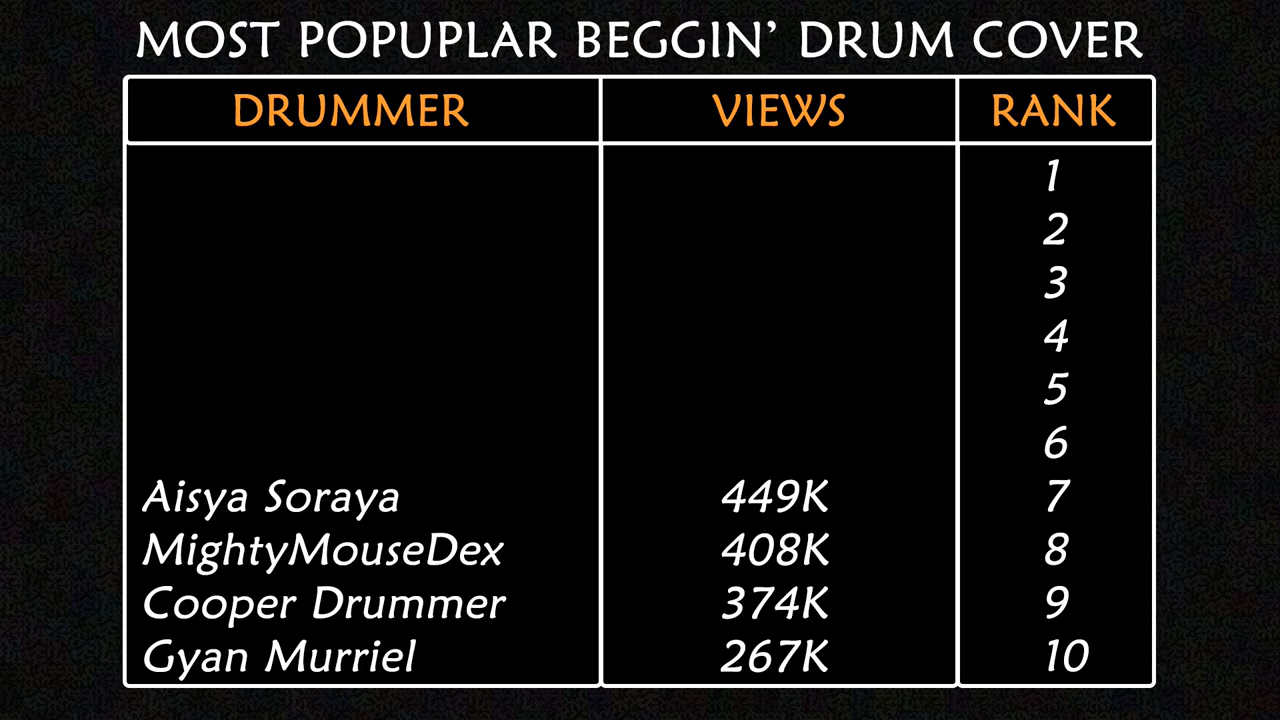 MOST POPUPLAR BEGGIN’ DRUM COVER
DRUMMER VIEWS RANK
1
2
3
4
5
6
Aisya Soraya 449K 7
MightyMouseDex 408K 8
Cooper Drummer 374K 9
Gyan Murriel 267K 10